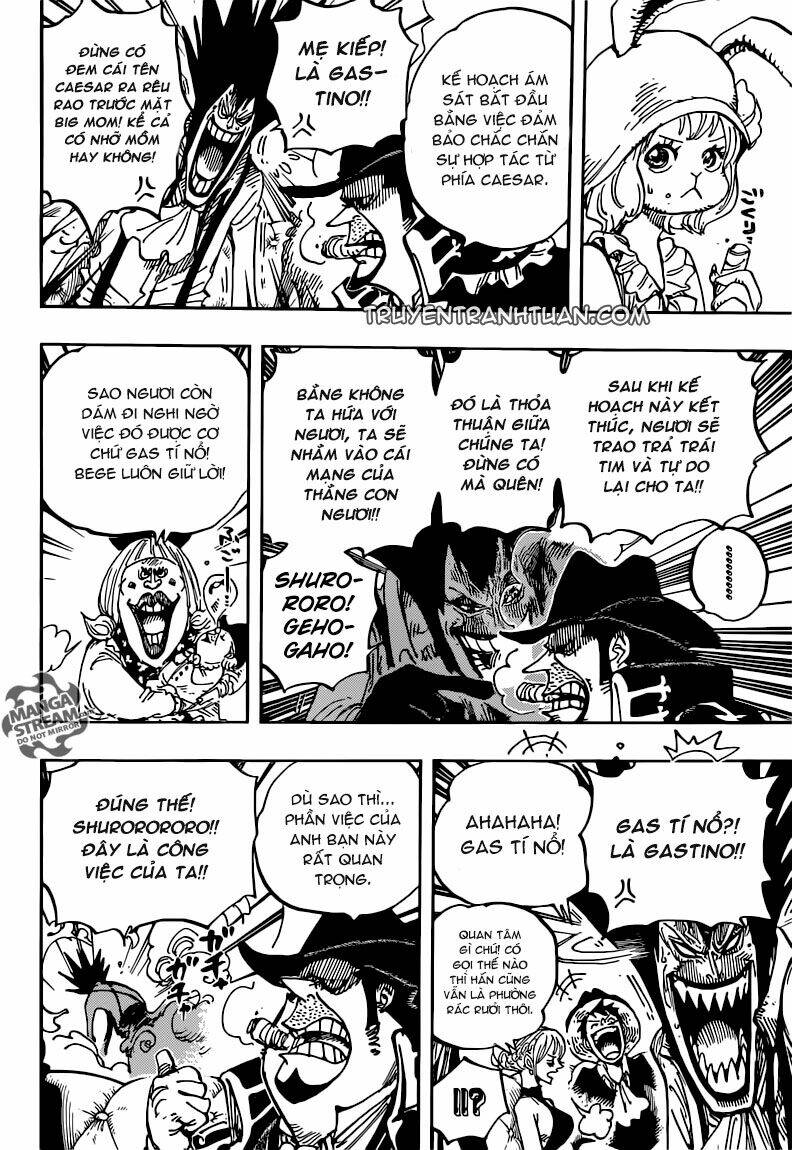 KẾ HOẠCH ÁM
SÁT BẮT ĐẦU
BẰNG VIỆC ĐẢM
BẢO CHẮC CHẮN
SỰ HỢP TÁC TỪ
PHÍA CAESAR.
MẸ KIẾP!
LÀ GAS-
TINO!!
ĐỪNG CÓ
ĐEM CÁI TÊN
CAESAR RA RÊU
RAO TRƯỚC MẶT
BIG MOM! KỂ CẢ
CÓ NHỠ MỒM
HAY KHÔNG!
TRUYENTRANHTUAN.COM
SAU KHI KẾ
HOẠCH NÀY KẾT
THÚC, NGƯƠI SẼ
TRAO TRẢ TRÁI
TIM VÀ TỰ DO
LẠI CHO TA!!
ĐÓ LÀ THỎA
THUẬN GIỮA
CHÚNG TA!
ĐỪNG CÓ
MÀ QUÊN!
BẰNG KHÔNG
TA HỨA VỚI
NGƯƠI, TA SẼ
NHẮM VÀO CÁI
MẠNG CỦA
THẰNG CON
NGƯƠI!!
SHURO-
RORO!
GEHO-
GAHO!
SAO NGƯƠI CÒN
DÁM ĐI NGHI NGỜ
VIỆC ĐÓ ĐƯỢC CƠ
CHỨ GAS TÍ NỔ!
BEGE LUÔN GIỮ LỜI!
MANGA
STREAM
DO NOT MIRROR
GAS TÍ NỔ?!
LÀ GASTINO!!
AHAHAHA!
GAS TÍ NỔ!
QUAN TÂM
GÌ CHỨ! CÓ
GỌI THẾ NÀO
THÌ HẮN CŨNG
VẪN LÀ PHƯỜNG
RÁC RƯỞI THÔI.
!!?
DÙ SAO THÌ...
PHẦN VIỆC CỦA
ANH BẠN NÀY
RẤT QUAN
TRỌNG.
ĐÚNG THẾ!
SHURORORORO!!
ĐÂY LÀ CÔNG
VIỆC CỦA TA!!
ガチャ
ガチャ